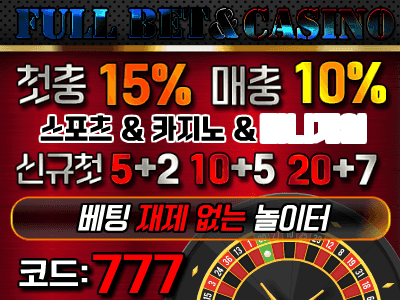 FULL BET&CASINO
첫충 15% 매충 10%
스포츠 & 카지노 &
신규첫 5+2 10+5 20+7
베팅 재제 없는 놀이터
코드:777